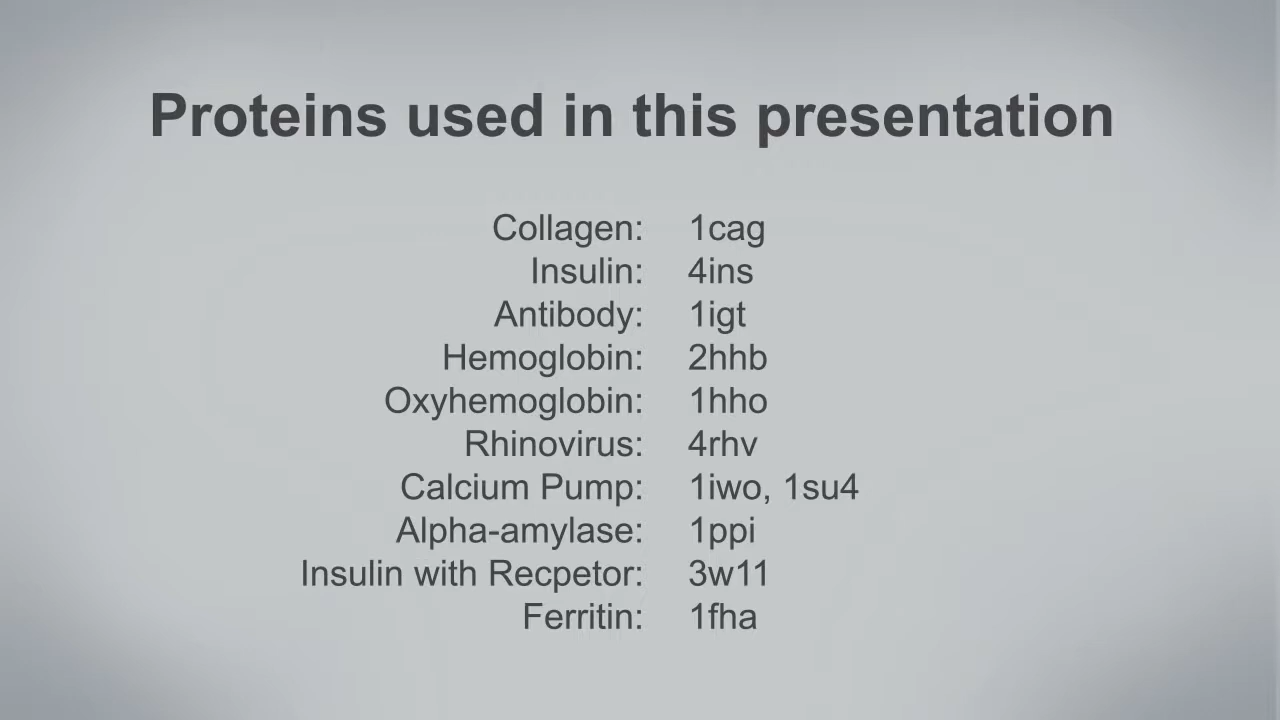 Proteins used in this presentation
Collagen: 1cag
Insulin: 4ins
Antibody: 1igt
Hemoglobin: 2hhb
Oxyhemoglobin: 1hho
Rhinovirus: 4rhv
Calcium Pump: 1iwo, 1su4
Alpha-amylase: 1ppi
Insulin with Recpetor: 3w11
Ferritin: 1fha